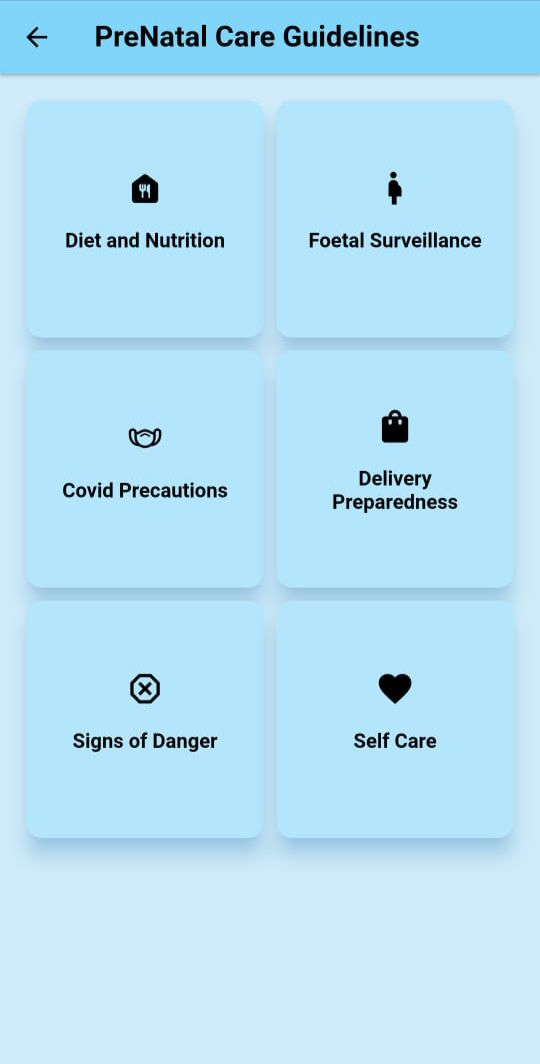 PreNatal Care Guidelines
Diet and Nutrition
Foetal Surveillance
Covid Precautions
Delivery
Preparedness
Signs of Danger
Self Care